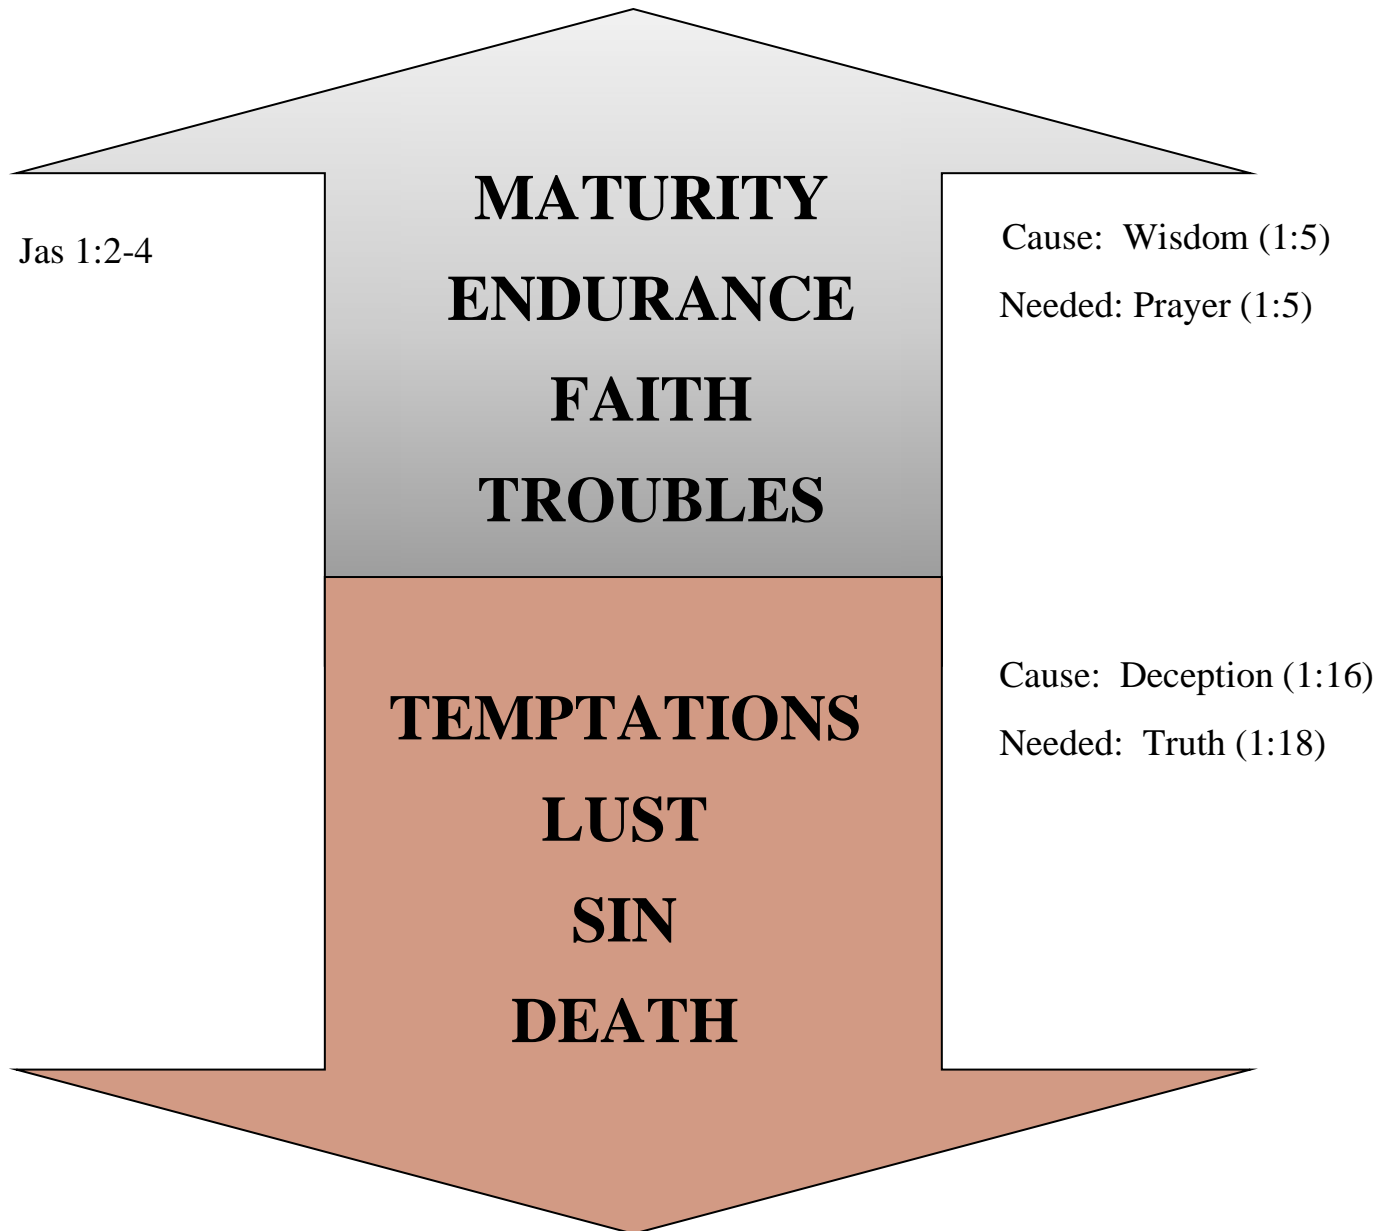 MATURITY
Jas 1:2-4
Cause:  Wisdom (1:5)
ENDURANCE
Needed: Prayer (1:5)
FAITH
TROUBLES
Cause:  Deception (1:16)
TEMPTATIONS
Needed:  Truth (1:18)
LUST
SIN
DEATH